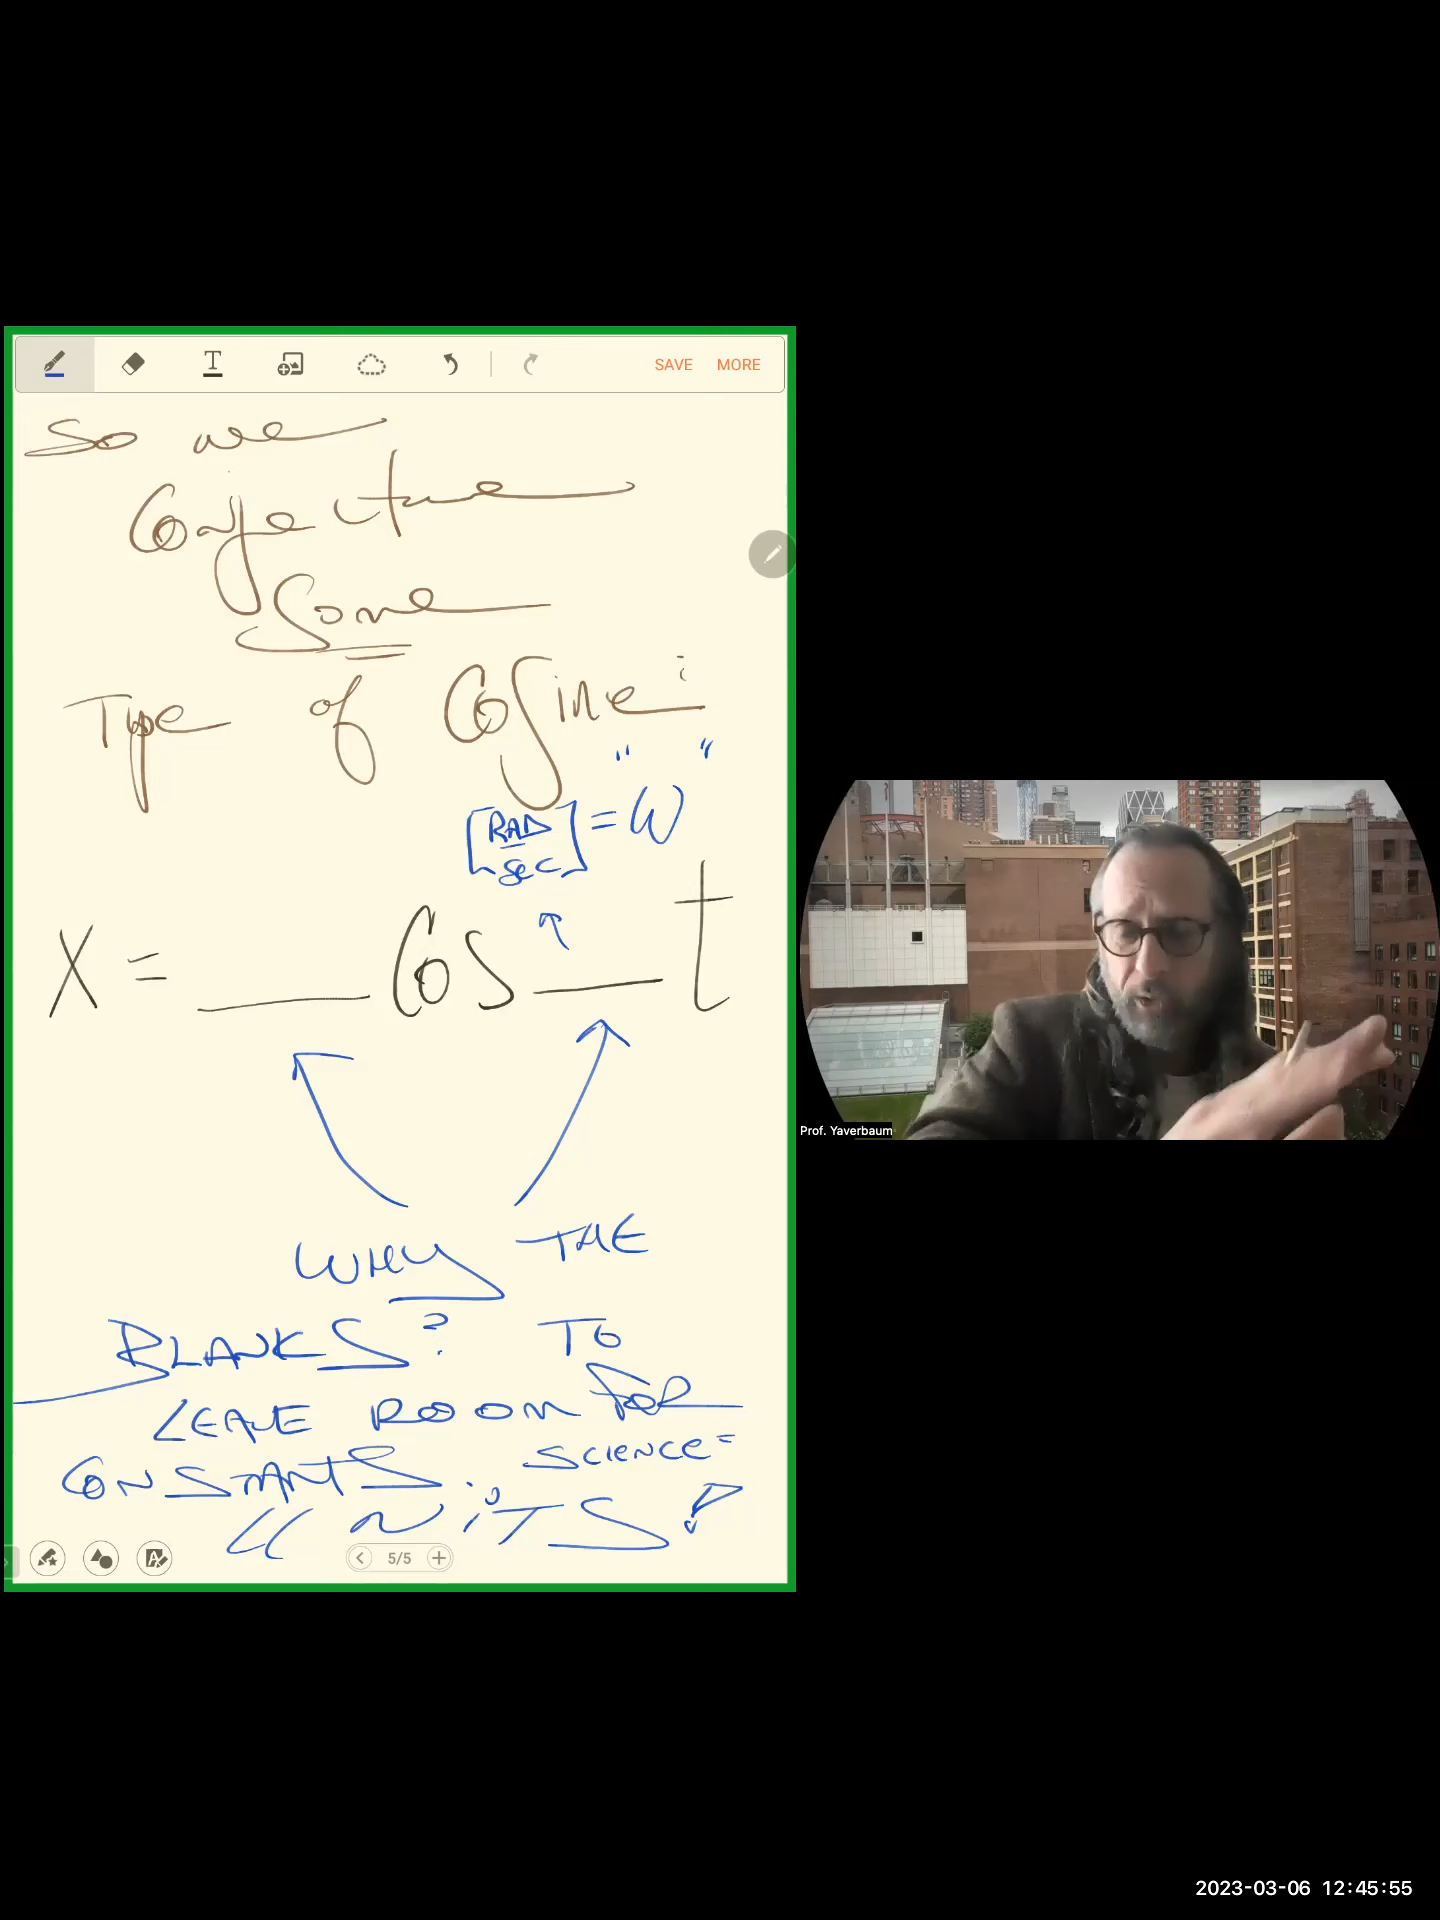 SAVE MORE
So we
Conjecture
Some
Type of Cosine:
" "
[RAD/sec] = ω
X = ___ Cos ___ t
WHY THE
BLANKS? TO
LEAVE ROOM FOR
CONSTANTS. SCIENCE =
UNITS!
5/5
Prof. Yaverbaum
2023-03-06 12:45:55